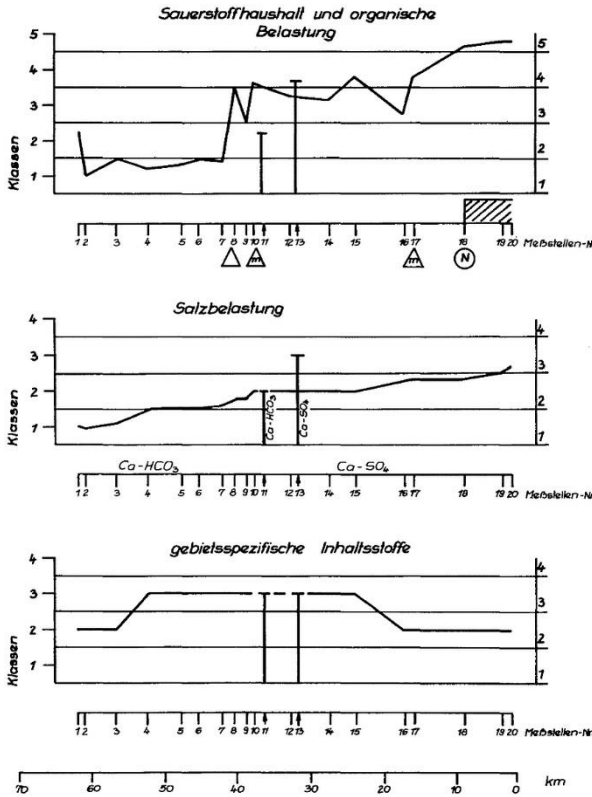 Sauerstoffhaushalt und organische
Belastung
Klassen
5
4
3
2
1
5
4
3
2
1
1 2 3 4 5 6 7 8 9 10 11 12 13 14 15 16 17 18 19 20 Meßstellen-Nr
m m N
Salzbelastung
Klassen
4
3
2
1
4
3
2
1
Ca-HCO₃
Ca-SO₄
Ca-HCO₃ Ca-SO₄
1 2 3 4 5 6 7 8 9 10 11 12 13 14 15 16 17 18 19 20 Meßstellen-Nr
gebietsspezifische Inhaltsstoffe
Klassen
4
3
2
1
4
3
2
1
1 2 3 4 5 6 7 8 9 10 11 12 13 14 15 16 17 18 19 20 Meßstellen-Nr
70 60 50 40 30 20 10 0 km